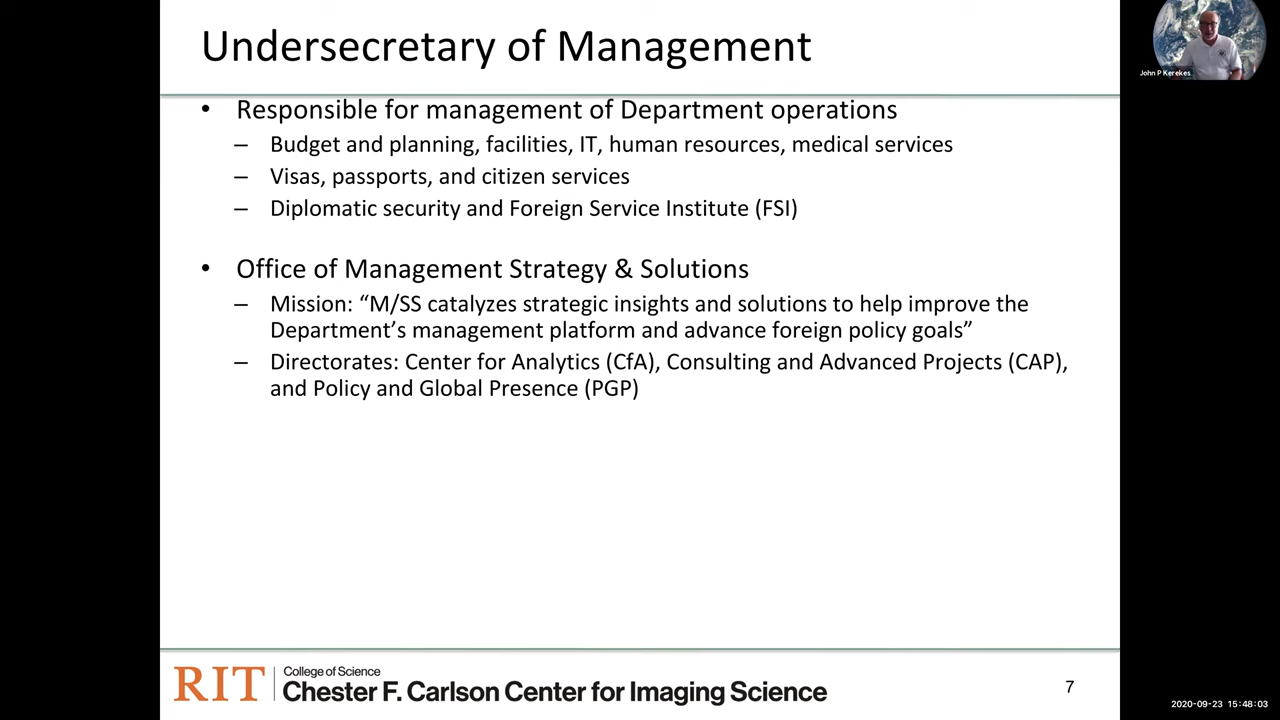 Undersecretary of Management
John P Kerekes
• Responsible for management of Department operations
– Budget and planning, facilities, IT, human resources, medical services
– Visas, passports, and citizen services
– Diplomatic security and Foreign Service Institute (FSI)
• Office of Management Strategy & Solutions
– Mission: “M/SS catalyzes strategic insights and solutions to help improve the
Department’s management platform and advance foreign policy goals”
– Directorates: Center for Analytics (CfA), Consulting and Advanced Projects (CAP),
and Policy and Global Presence (PGP)
RIT
College of Science
Chester F. Carlson Center for Imaging Science
7
2020-09-23 15:48:03